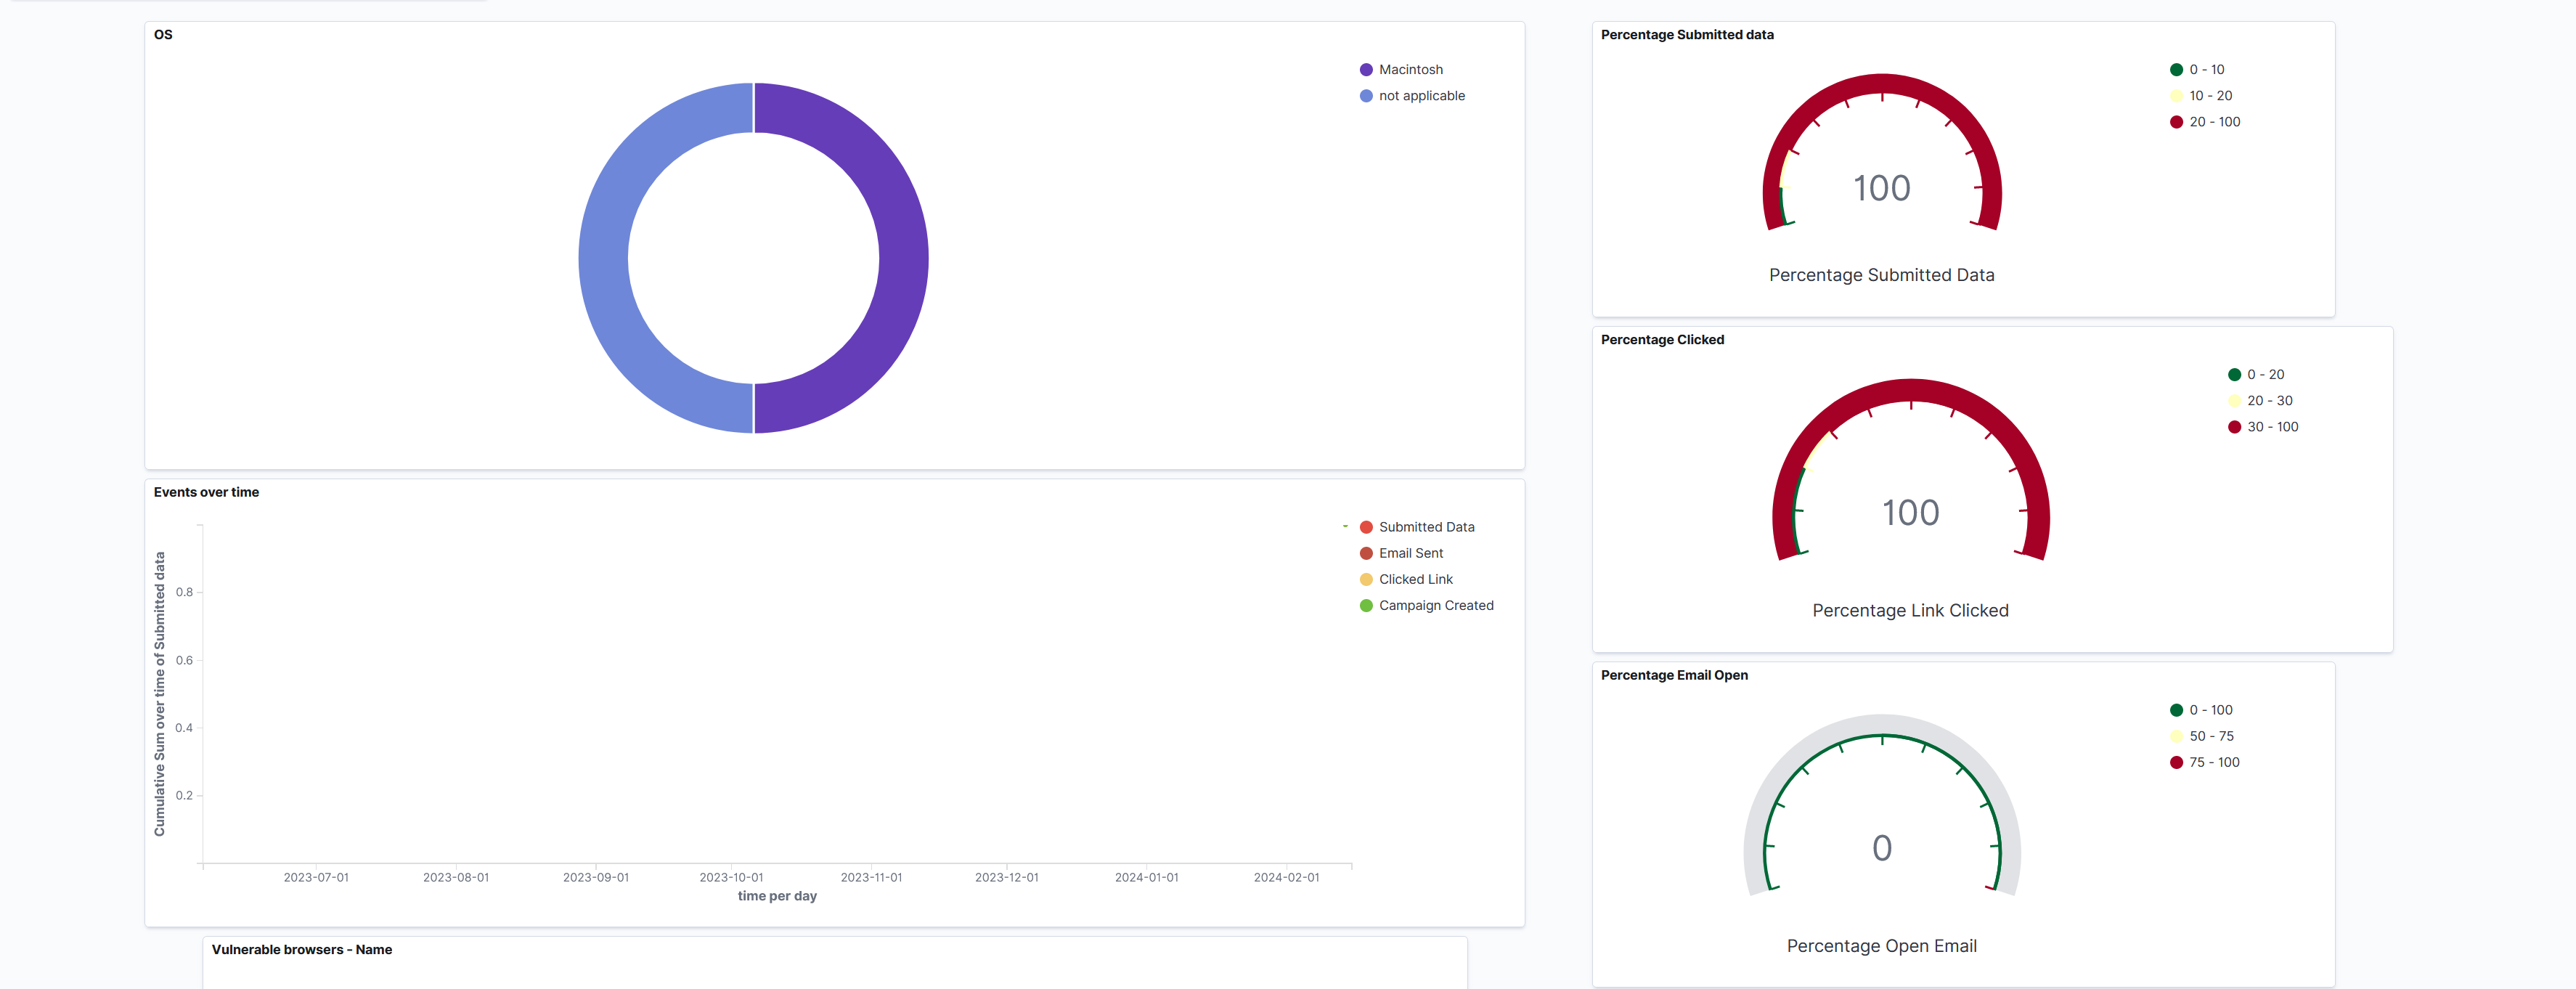 OS
Macintosh
not applicable
Events over time
Cumulative Sum over time of Submitted data
0.8
0.6
0.4
0.2
2023-07-01 2023-08-01 2023-09-01 2023-10-01 2023-11-01 2023-12-01 2024-01-01 2024-02-01
time per day
Submitted Data
Email Sent
Clicked Link
Campaign Created
Vulnerable browsers - Name
Percentage Submitted data
0 - 10
10 - 20
20 - 100
100
Percentage Submitted Data
Percentage Clicked
0 - 20
20 - 30
30 - 100
100
Percentage Link Clicked
Percentage Email Open
0 - 100
50 - 75
75 - 100
0
Percentage Open Email